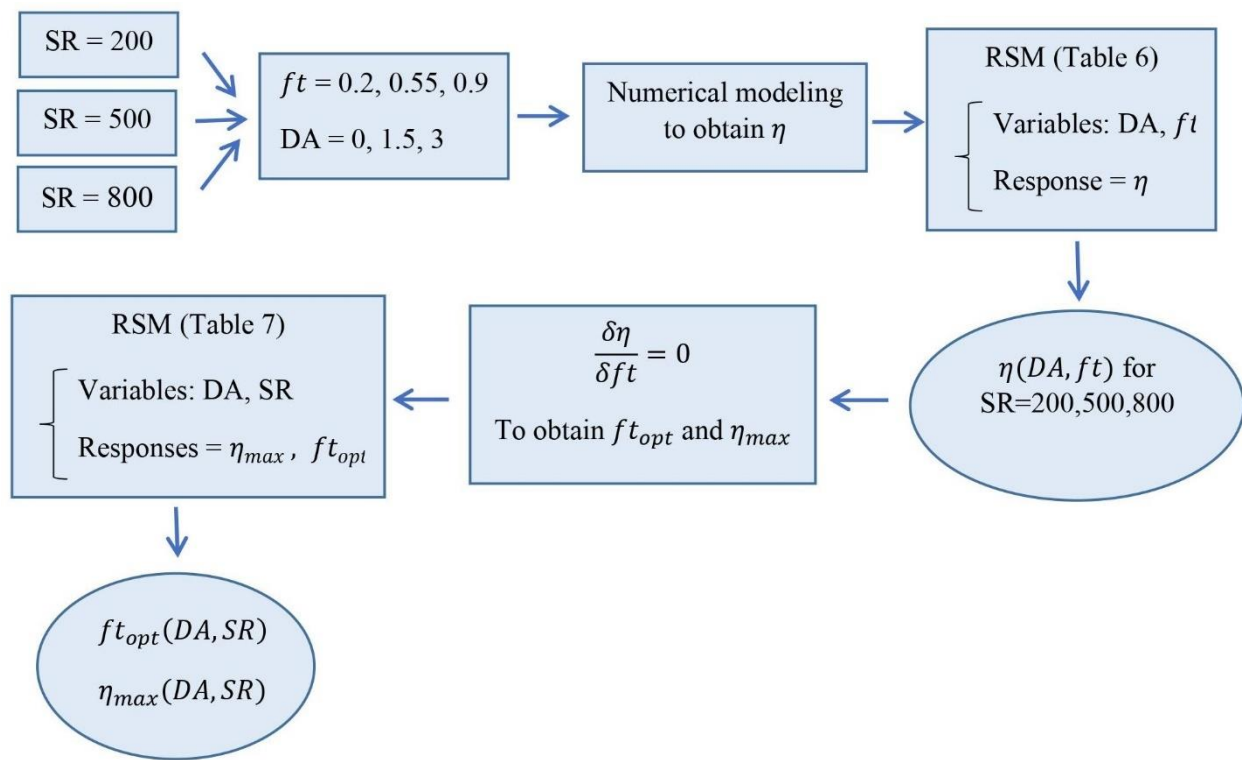 SR = 200
SR = 500
SR = 800
ft = 0.2, 0.55, 0.9
DA = 0, 1.5, 3
Numerical modeling
to obtain η
RSM (Table 6)
Variables: DA, ft
Response = η
η(DA, ft) for
SR=200,500,800
δη/δft = 0
To obtain ft_opt and η_max
RSM (Table 7)
Variables: DA, SR
Responses = η_max , ft_opt
ft_opt(DA, SR)
η_max(DA, SR)